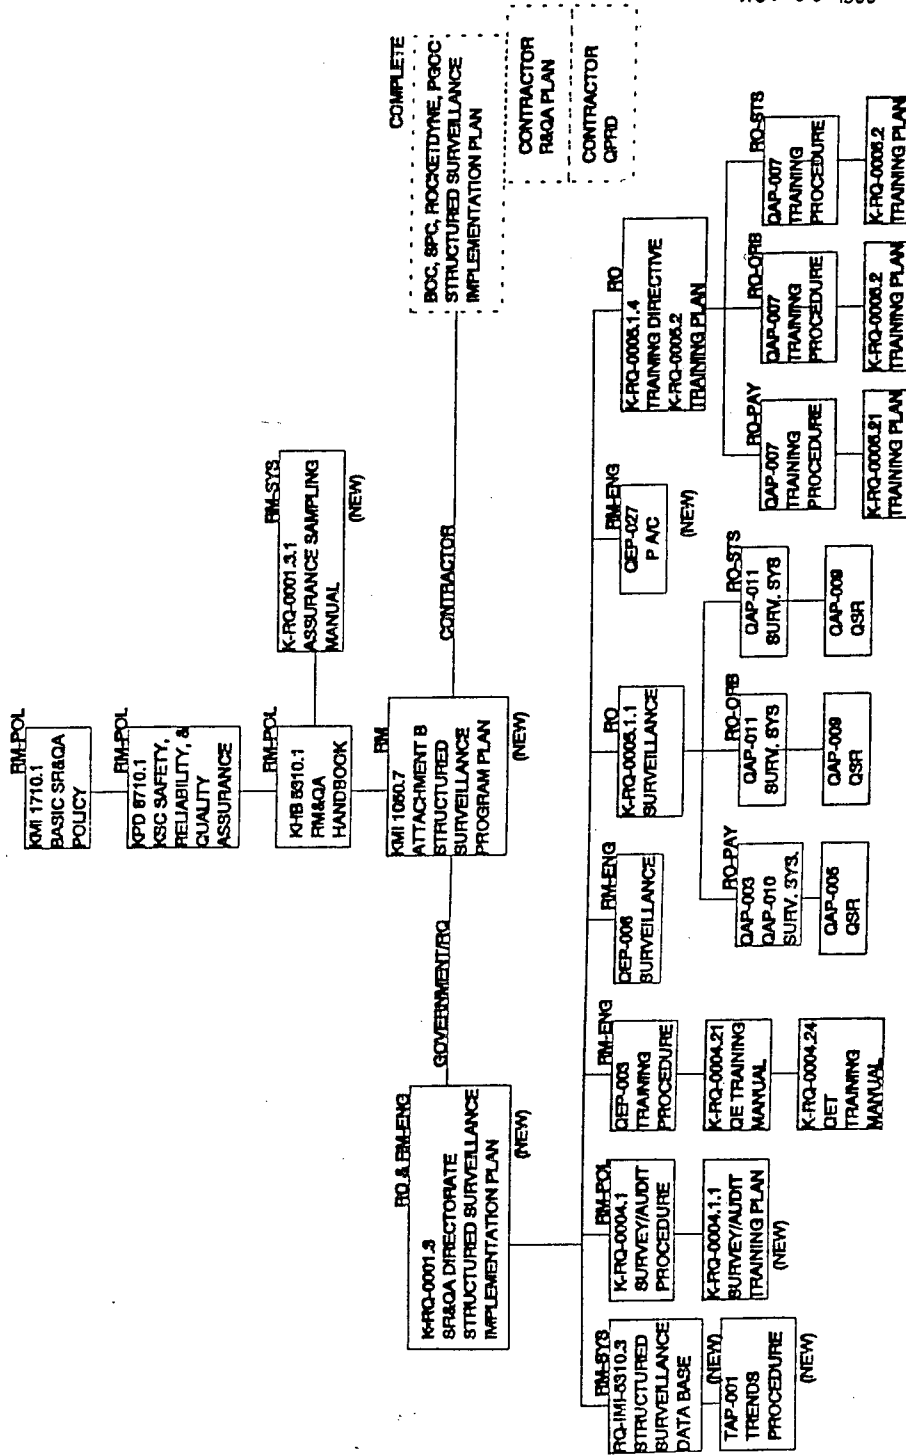 RM-POL
KMI 1710.1
BASIC SR&QA
POLICY
RM-POL
KPD 8710.1
KSC SAFETY,
RELIABILITY, &
QUALITY
ASSURANCE
RM-POL
KHB 5310.1
RM&QA
HANDBOOK
RM-SYS
K-RQ-0001.3.1
ASSURANCE SAMPLING
MANUAL
(NEW)
RM
KMI 1050.7
ATTACHMENT B
STRUCTURED
SURVEILLANCE
PROGRAM PLAN
(NEW)
GOVERNMENT/RQ
CONTRACTOR
RQ & RM-ENG
K-RQ-0001.3
SR&QA DIRECTORATE
STRUCTURED SURVEILLANCE
IMPLEMENTATION PLAN
(NEW)
COMPLETE
BOC, SPC, ROCKETDYNE, PGOC
STRUCTURED SURVEILLANCE
IMPLEMENTATION PLAN
CONTRACTOR
R&QA PLAN
CONTRACTOR
QPRD
RM-SYS
RQ-IMI-5310.3
STRUCTURED
SURVEILLANCE
DATA BASE
(NEW)
TAP-001
TRENDS
PROCEDURE
(NEW)
RM-POL
K-RQ-0004.1
SURVEY/AUDIT
PROCEDURE
K-RQ-0004.1.1
SURVEY/AUDIT
TRAINING PLAN
(NEW)
RM-ENG
QEP-003
TRAINING
PROCEDURE
K-RQ-0004.21
QE TRAINING
MANUAL
K-RQ-0004.24
QET
TRAINING
MANUAL
RM-ENG
QEP-006
SURVEILLANCE
RO
K-RQ-0005.1.1
SURVEILLANCE
RO-PAY
QAP-003
QAP-010
SURV. SYS.
QAP-005
QSR
RO-ORB
QAP-011
SURV. SYS
QAP-009
QSR
RO-STS
QAP-011
SURV. SYS
QAP-009
QSR
RM-ENG
QEP-027
P A/C
(NEW)
RO
K-RQ-0005.1.4
TRAINING DIRECTIVE
K-RQ-0005.2
TRAINING PLAN
RO-PAY
QAP-007
TRAINING
PROCEDURE
K-RQ-0005.21
TRAINING PLAN
RO-ORB
QAP-007
TRAINING
PROCEDURE
K-RQ-0005.2
TRAINING PLAN
RO-STS
QAP-007
TRAINING
PROCEDURE
K-RQ-0005.2
TRAINING PLAN